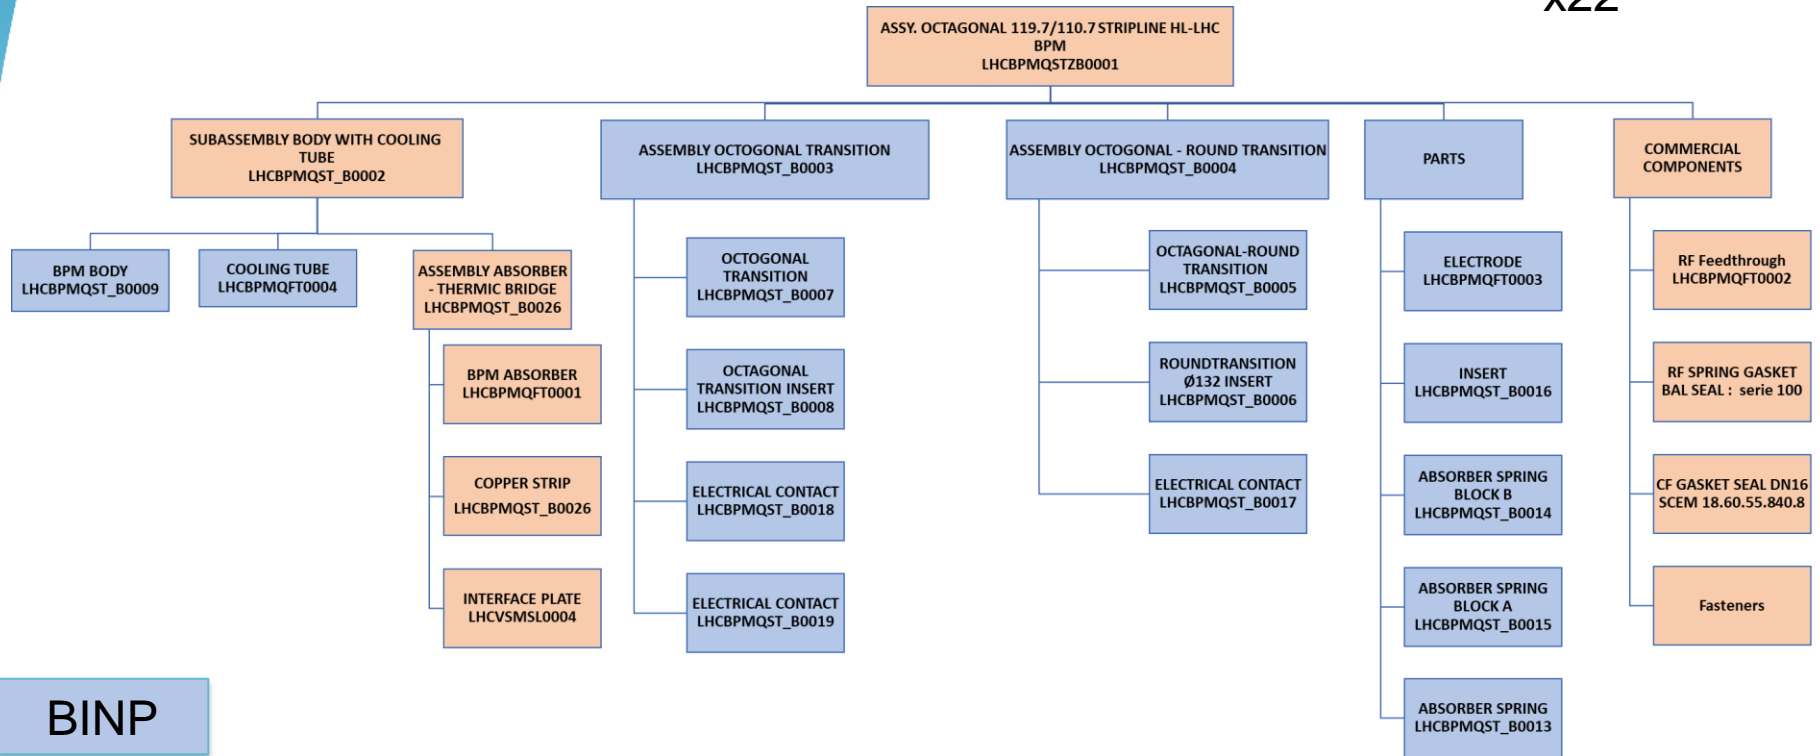 x22
ASSY. OCTAGONAL 119.7/110.7 STRIPLINE HL-LHC
BPM
LHCBPMQSTZB0001
SUBASSEMBLY BODY WITH COOLING
TUBE
LHCBPMQST_B0002
ASSEMBLY OCTOGONAL TRANSITION
LHCBPMQST_B0003
ASSEMBLY OCTOGONAL - ROUND TRANSITION
LHCBPMQST_B0004
PARTS
COMMERCIAL
COMPONENTS
BPM BODY
LHCBPMQST_B0009
COOLING TUBE
LHCBPMQFT0004
ASSEMBLY ABSORBER
- THERMIC BRIDGE
LHCBPMQST_B0026
BPM ABSORBER
LHCBPMQFT0001
COPPER STRIP
LHCBPMQST_B0026
INTERFACE PLATE
LHCVSMSL0004
OCTOGONAL
TRANSITION
LHCBPMQST_B0007
OCTAGONAL
TRANSITION INSERT
LHCBPMQST_B0008
ELECTRICAL CONTACT
LHCBPMQST_B0018
ELECTRICAL CONTACT
LHCBPMQST_B0019
OCTAGONAL-ROUND
TRANSITION
LHCBPMQST_B0005
ROUNDTRANSITION
Ø132 INSERT
LHCBPMQST_B0006
ELECTRICAL CONTACT
LHCBPMQST_B0017
ELECTRODE
LHCBPMQFT0003
INSERT
LHCBPMQST_B0016
ABSORBER SPRING
BLOCK B
LHCBPMQST_B0014
ABSORBER SPRING
BLOCK A
LHCBPMQST_B0015
ABSORBER SPRING
LHCBPMQST_B0013
RF Feedthrough
LHCBPMQFT0002
RF SPRING GASKET
BAL SEAL : serie 100
CF GASKET SEAL DN16
SCEM 18.60.55.840.8
Fasteners
BINP